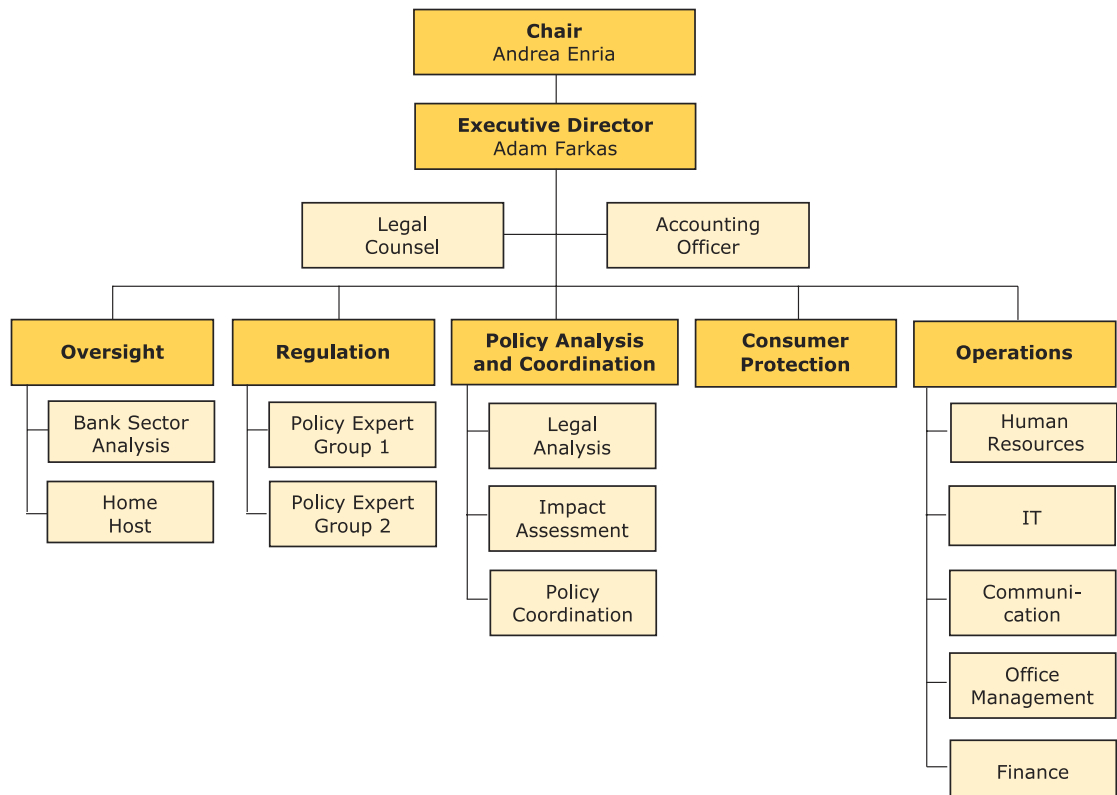 Chair
Andrea Enria
Executive Director
Adam Farkas
Legal
Counsel
Accounting
Officer
Oversight
Regulation
Policy Analysis
and Coordination
Consumer
Protection
Operations
Bank Sector
Analysis
Home
Host
Policy Expert
Group 1
Policy Expert
Group 2
Legal
Analysis
Impact
Assessment
Policy
Coordination
Human
Resources
IT
Communi-
cation
Office
Management
Finance